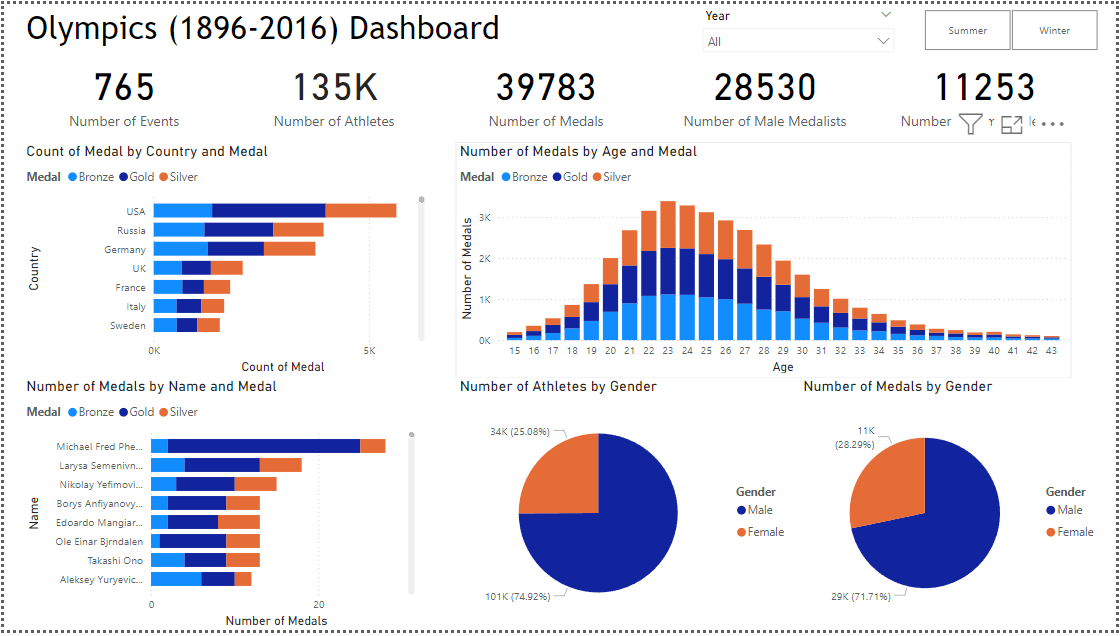 Olympics (1896-2016) Dashboard
Year
All
Summer
Winter
765
Number of Events
135K
Number of Athletes
39783
Number of Medals
28530
Number of Male Medalists
11253
Number
Count of Medal by Country and Medal
Medal Bronze Gold Silver
Country
USA
Russia
Germany
UK
France
Italy
Sweden
0K 5K
Count of Medal
Number of Medals by Age and Medal
Medal Bronze Gold Silver
Number of Medals
3K
2K
1K
0K
15 16 17 18 19 20 21 22 23 24 25 26 27 28 29 30 31 32 33 34 35 36 37 38 39 40 41 42 43
Age
Number of Medals by Name and Medal
Medal Bronze Gold Silver
Name
Michael Fred Phe...
Larysa Semenivn...
Nikolay Yefimovi...
Borys Anfiyanovy...
Edoardo Mangiar...
Ole Einar Bjrndalen
Takashi Ono
Aleksey Yuryevic...
0 20
Number of Medals
Number of Athletes by Gender
34K (25.08%)
101K (74.92%)
Gender
Male
Female
Number of Medals by Gender
11K
(28.29%)
29K (71.71%)
Gender
Male
Female